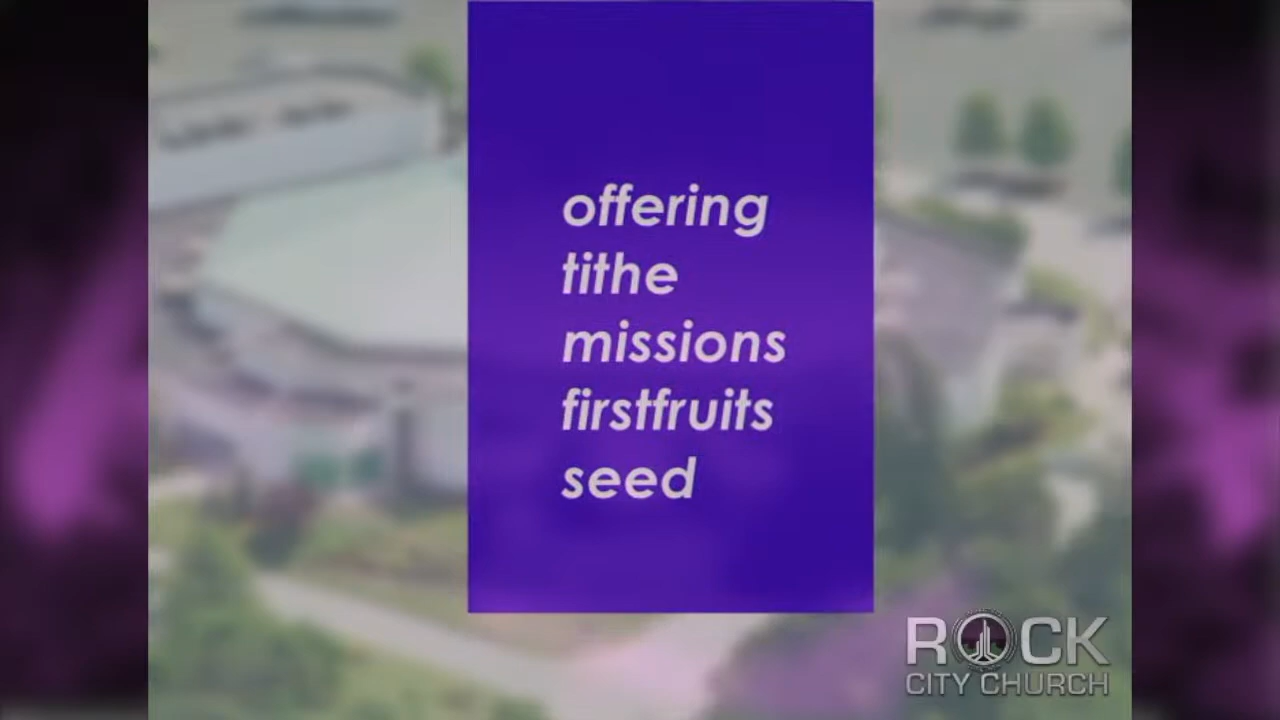 offering
tithe
missions
firstfruits
seed
ROCK
CITY CHURCH